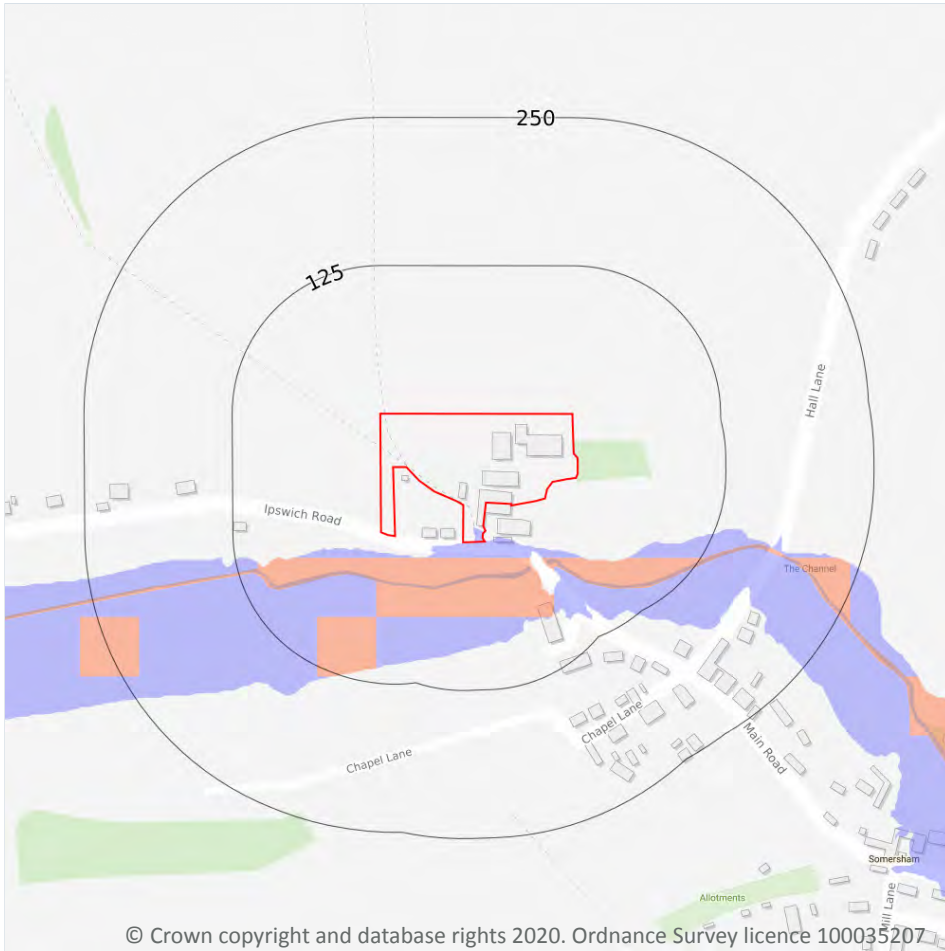 250
125
Hall Lane
Ipswich Road
The Channel
Chapel Lane
Chapel Lane
Main Road
Somersham
Allotments
Mill Lane
© Crown copyright and database rights 2020. Ordnance Survey licence 100035207